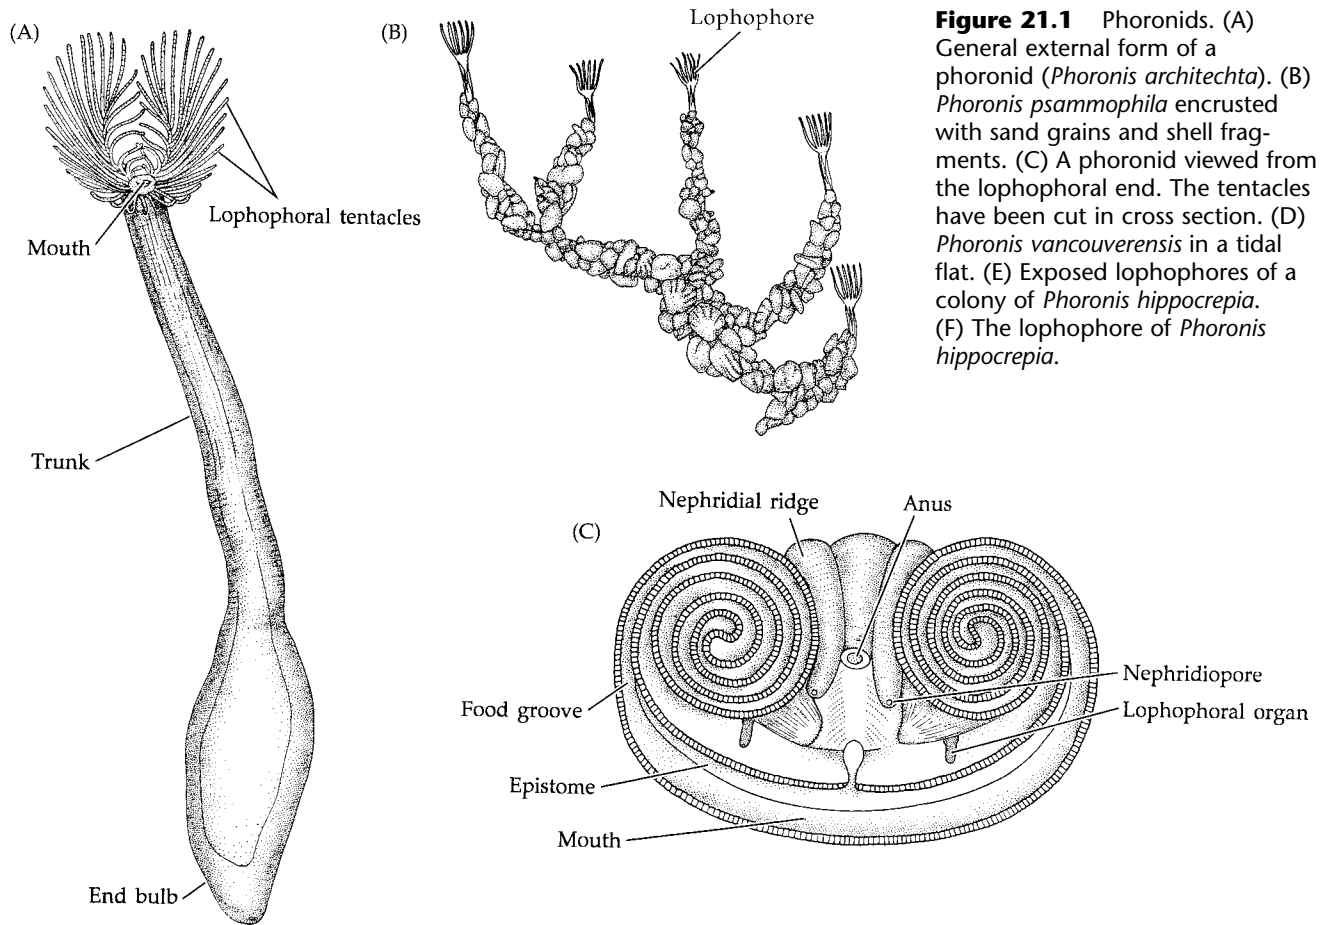 (A)
Lophophoral tentacles
Mouth
Trunk
End bulb
(B)
Lophophore
Figure 21.1 Phoronids. (A)
General external form of a
phoronid (Phoronis architechta). (B)
Phoronis psammophila encrusted
with sand grains and shell frag-
ments. (C) A phoronid viewed from
the lophophoral end. The tentacles
have been cut in cross section. (D)
Phoronis vancouverensis in a tidal
flat. (E) Exposed lophophores of a
colony of Phoronis hippocrepia.
(F) The lophophore of Phoronis
hippocrepia.
(C)
Nephridial ridge
Anus
Nephridiopore
Lophophoral organ
Food groove
Epistome
Mouth